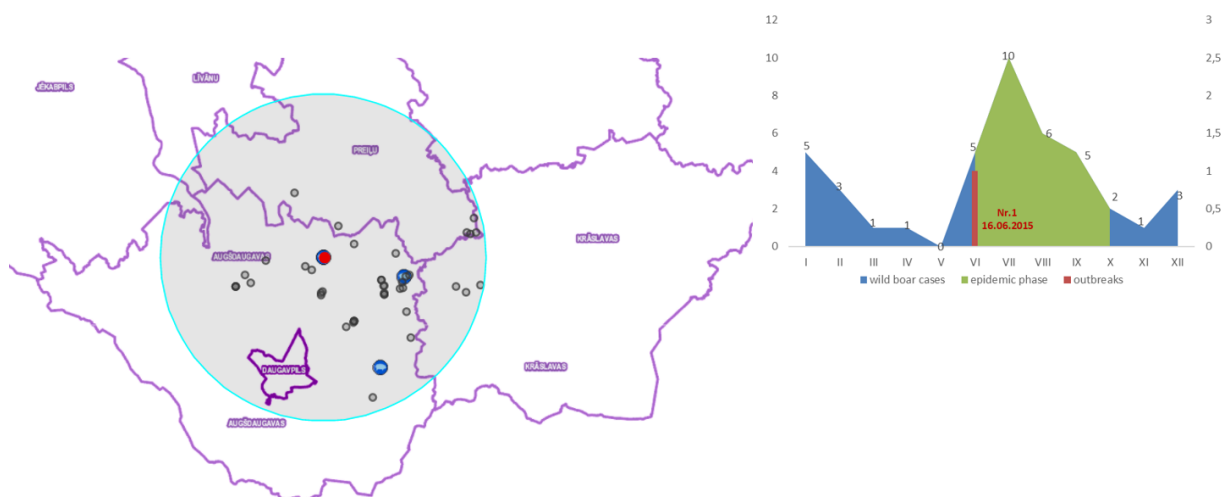 LĪVĀNU
JĒKABPILS
PREIĻU
KRĀSLAVAS
AUGŠDAUGAVAS
KRĀSLAVAS
DAUGAVPILS
AUGŠDAUGAVAS
12
10
8
6
4
2
0
3
2,5
2
1,5
1
0,5
0
5
3
1
1
0
5
10
6
5
2
1
3
Nr.1
16.06.2015
I II III IV V VI VII VIII IX X XI XII
wild boar cases epidemic phase outbreaks